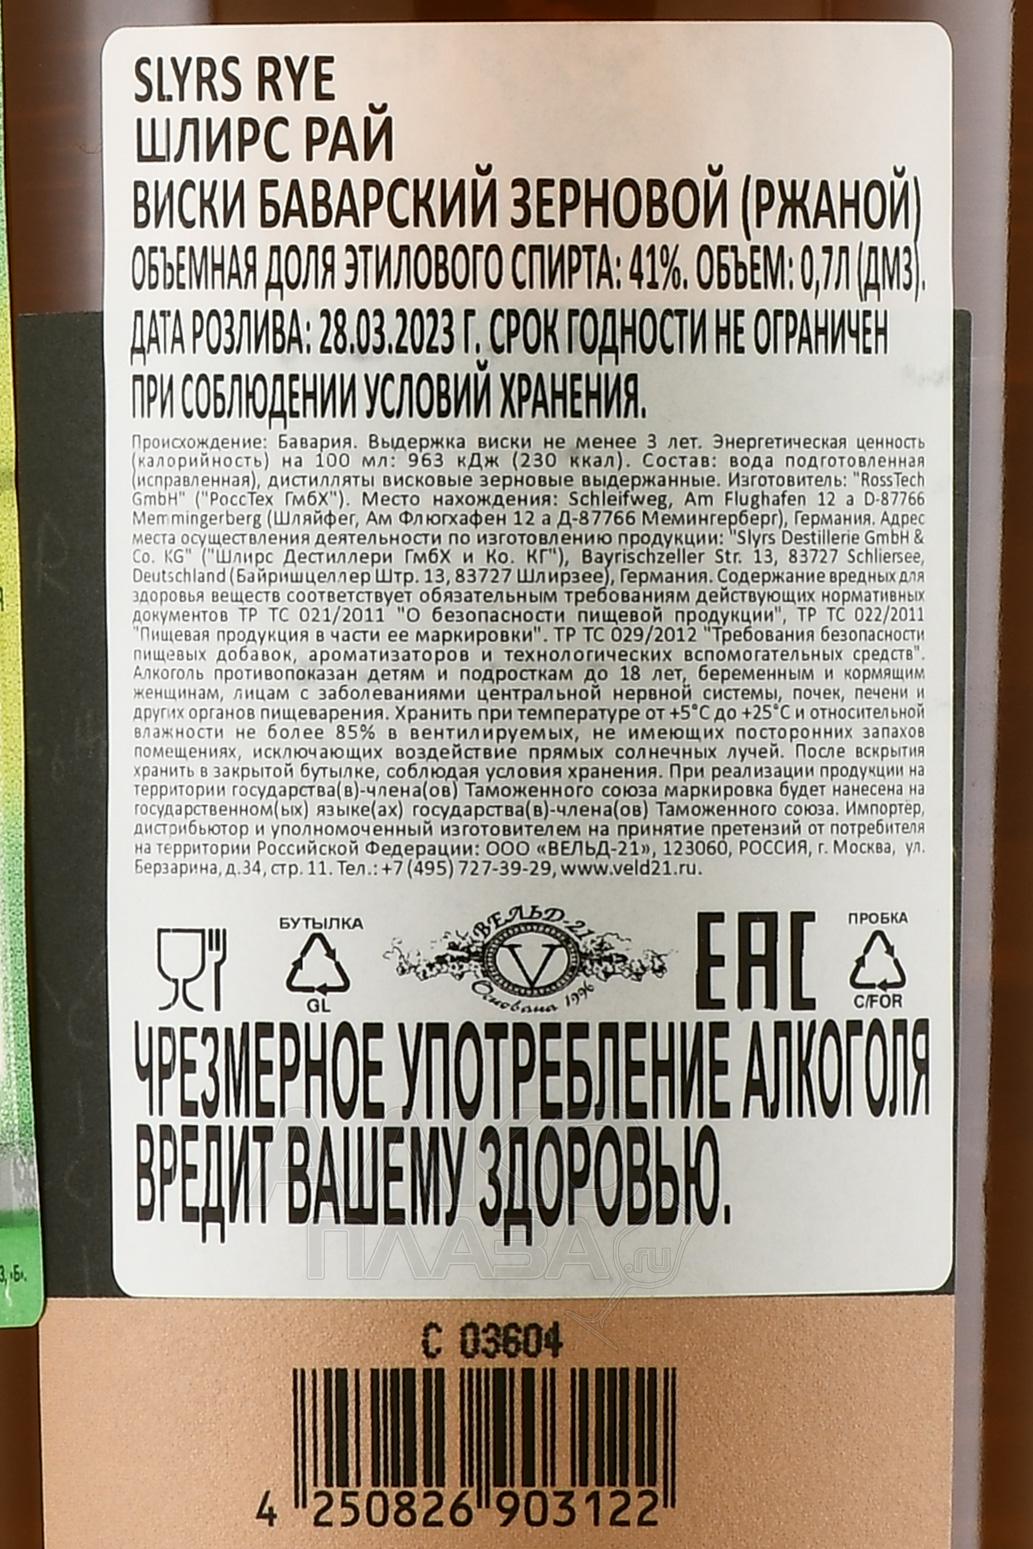 SLYRS RYE
ШЛИРС РАЙ
ВИСКИ БАВАРСКИЙ ЗЕРНОВОЙ (РЖАНОЙ)
ОБЪЕМНАЯ ДОЛЯ ЭТИЛОВОГО СПИРТА: 41%. ОБЪЕМ: 0,7Л (ДМ3).
ДАТА РОЗЛИВА: 28.03.2023 Г. СРОК ГОДНОСТИ НЕ ОГРАНИЧЕН
ПРИ СОБЛЮДЕНИИ УСЛОВИЙ ХРАНЕНИЯ.
Происхождение: Бавария. Выдержка виски не менее 3 лет. Энергетическая ценность
(калорийность) на 100 мл: 963 кДж (230 ккал). Состав: вода подготовленная
(исправленная), дистилляты висковые зерновые выдержанные. Изготовитель: "RossTech
GmbH" ("РоссТех ГмбХ"). Место нахождения: Schleifweg, Am Flughafen 12 a D-87766
Memmingerberg (Шляйфег, Ам Флюгхафен 12 а Д-87766 Мемингерберг), Германия. Адрес
места осуществления деятельности по изготовлению продукции: "Slyrs Destillerie GmbH &
Co. KG" ("Шлирс Дестиллери ГмбХ и Ко. КГ"), Bayrischzeller Str. 13, 83727 Schliersee,
Deutschland (Байришцеллер Штр. 13, 83727 Шлирзее), Германия. Содержание вредных для
здоровья веществ соответствует обязательным требованиям действующих нормативных
документов ТР ТС 021/2011 "О безопасности пищевой продукции", ТР ТС 022/2011
"Пищевая продукция в части ее маркировки". ТР ТС 029/2012 "Требования безопасности
пищевых добавок, ароматизаторов и технологических вспомогательных средств".
Алкоголь противопоказан детям и подросткам до 18 лет, беременным и кормящим
женщинам, лицам с заболеваниями центральной нервной системы, почек, печени и
других органов пищеварения. Хранить при температуре от +5°С до +25°С и относительной
влажности не более 85% в вентилируемых, не имеющих посторонних запахов
помещениях, исключающих воздействие прямых солнечных лучей. После вскрытия
хранить в закрытой бутылке, соблюдая условия хранения. При реализации продукции на
территории государства(в)-члена(ов) Таможенного союза маркировка будет нанесена на
государственном(ых) языке(ах) государства(в)-члена(ов) Таможенного союза. Импортёр,
дистрибьютор и уполномоченный изготовителем на принятие претензий от потребителя
на территории Российской Федерации: ООО «ВЕЛЬД-21», 123060, РОССИЯ, г. Москва, ул.
Берзарина, д.34, стр. 11. Тел.: +7 (495) 727-39-29, www.veld21.ru.
БУТЫЛКА
GL
ВЕЛЬД-21
V
Основана 1996
EAC
ПРОБКА
C/FOR
ЧРЕЗМЕРНОЕ УПОТРЕБЛЕНИЕ АЛКОГОЛЯ
ВРЕДИТ ВАШЕМУ ЗДОРОВЬЮ.
АЛКО
ПЛАЗА.ru
C 03604
4 250826 903122